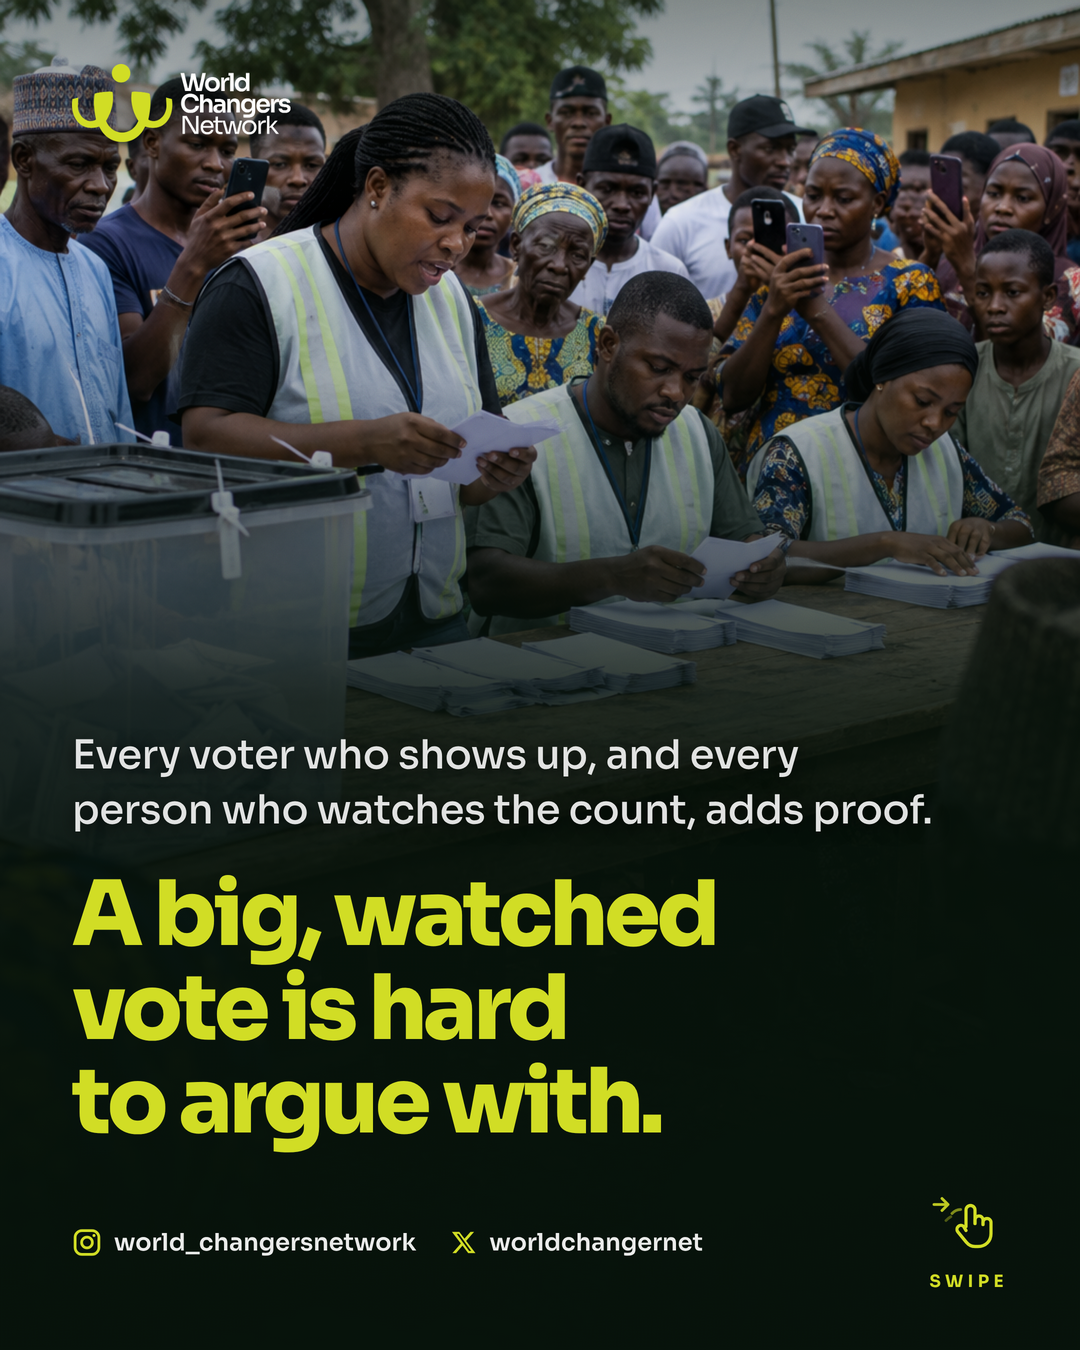 World
Changers
Network
Every voter who shows up, and every
person who watches the count, adds proof.
A big, watched
vote is hard
to argue with.
world_changersnetwork
worldchangernet
SWIPE